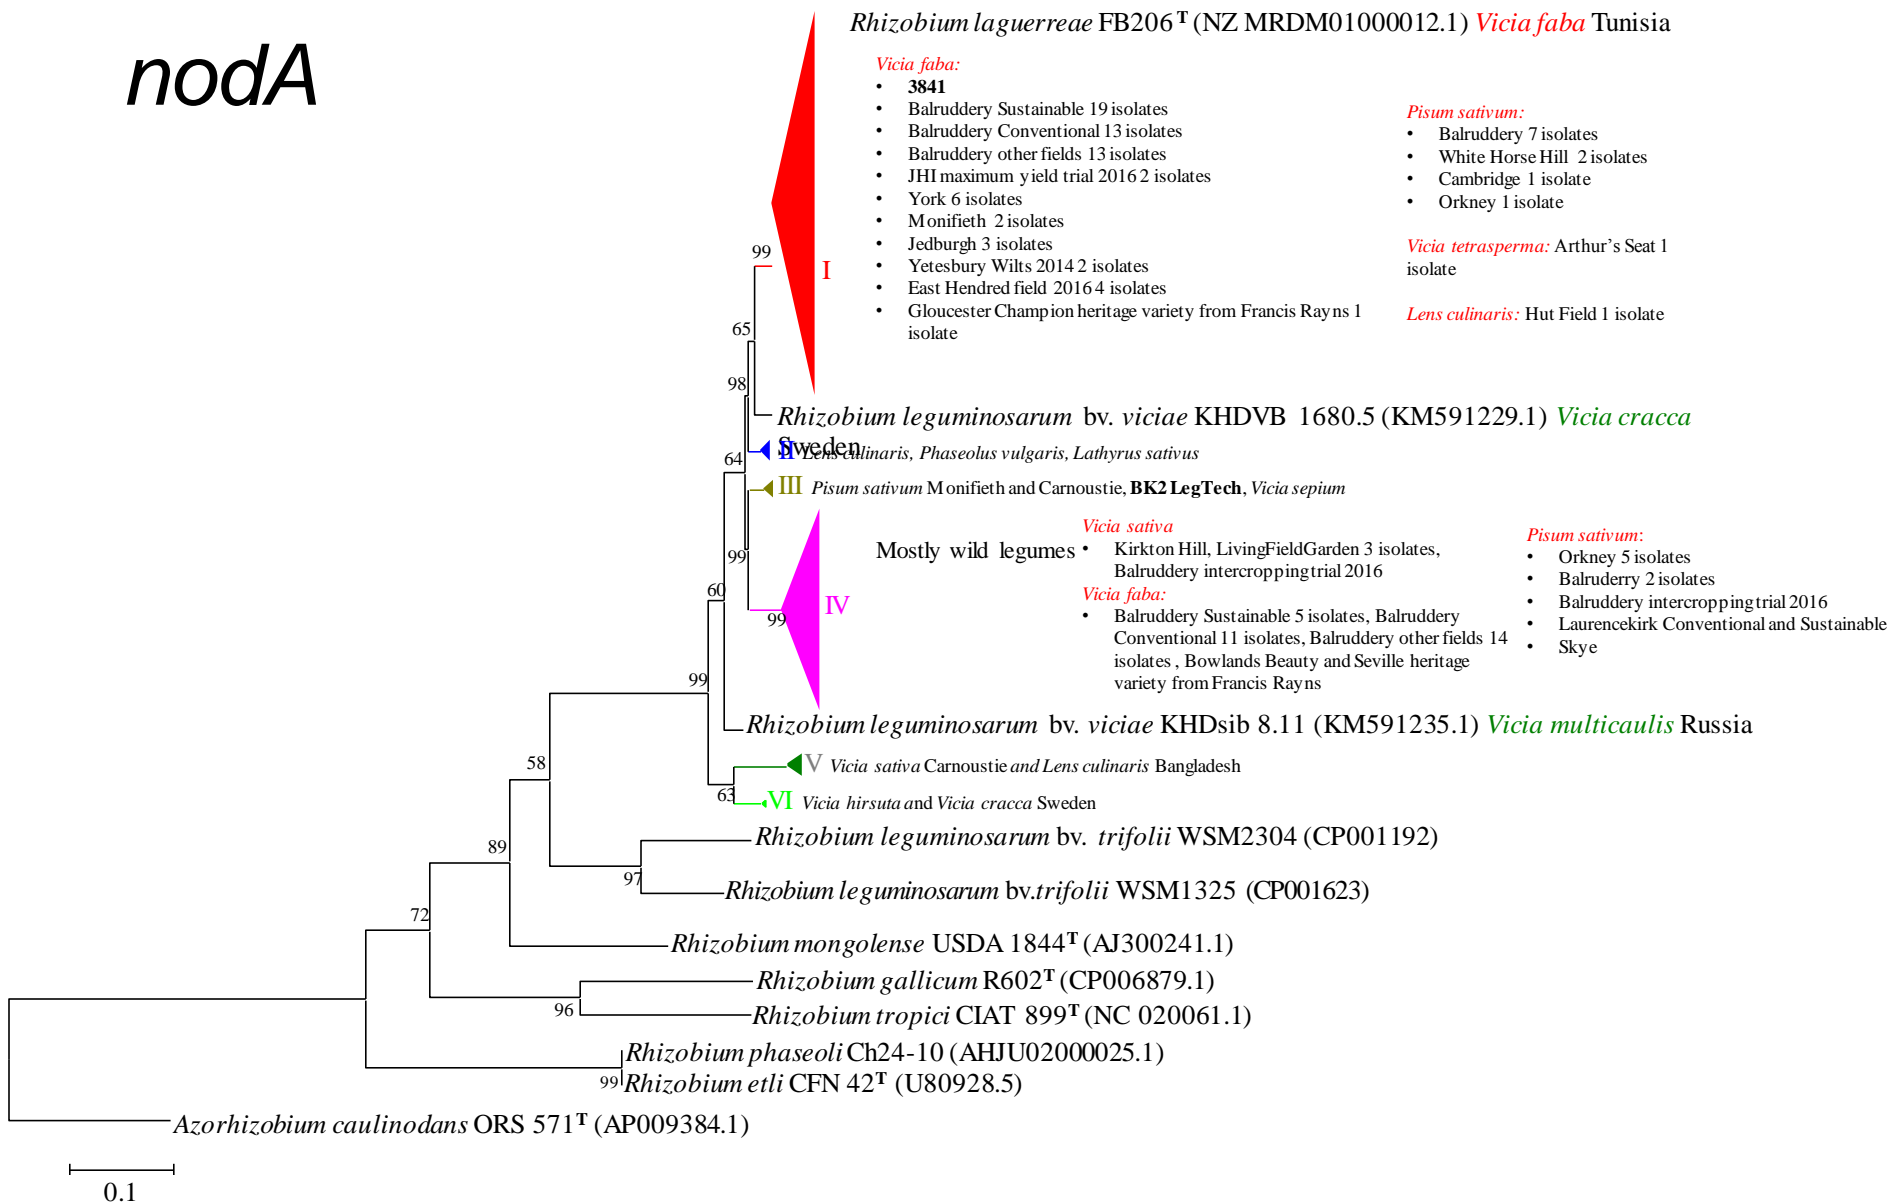 nodA
Rhizobium laguerreae FB206T (NZ MRDM01000012.1) Vicia faba Tunisia
Vicia faba:
• 3841
• Balruddery Sustainable 19 isolates
• Balruddery Conventional 13 isolates
• Balruddery other fields 13 isolates
• JHI maximum yield trial 2016 2 isolates
• York 6 isolates
• Monifieth 2 isolates
• Jedburgh 3 isolates
• Yetesbury Wilts 2014 2 isolates
• East Hendred field 2016 4 isolates
• Gloucester Champion heritage variety from Francis Rayns 1
isolate
Pisum sativum:
• Balruddery 7 isolates
• White Horse Hill 2 isolates
• Cambridge 1 isolate
• Orkney 1 isolate
Vicia tetrasperma: Arthur's Seat 1
isolate
Lens culinaris: Hut Field 1 isolate
99
I
65
98
Rhizobium leguminosarum bv. viciae KHDVB 1680.5 (KM591229.1) Vicia cracca
Sweden
II Lens culinaris, Phaseolus vulgaris, Lathyrus sativus
64
III Pisum sativum Monifieth and Carnoustie, BK2 LegTech, Vicia sepium
99
60
99
IV
Mostly wild legumes
Vicia sativa
• Kirkton Hill, LivingFieldGarden 3 isolates,
Balruddery intercropping trial 2016
Vicia faba:
• Balruddery Sustainable 5 isolates, Balruddery
Conventional 11 isolates, Balruddery other fields 14
isolates , Bowlands Beauty and Seville heritage
variety from Francis Rayns
Pisum sativum:
• Orkney 5 isolates
• Balruderry 2 isolates
• Balruddery intercropping trial 2016
• Laurencekirk Conventional and Sustainable
• Skye
99
Rhizobium leguminosarum bv. viciae KHDsib 8.11 (KM591235.1) Vicia multicaulis Russia
58
V Vicia sativa Carnoustie and Lens culinaris Bangladesh
63
VI Vicia hirsuta and Vicia cracca Sweden
Rhizobium leguminosarum bv. trifolii WSM2304 (CP001192)
89
97
Rhizobium leguminosarum bv.trifolii WSM1325 (CP001623)
72
Rhizobium mongolense USDA 1844T (AJ300241.1)
Rhizobium gallicum R602T (CP006879.1)
96
Rhizobium tropici CIAT 899T (NC 020061.1)
Rhizobium phaseoli Ch24-10 (AHJU02000025.1)
99
Rhizobium etli CFN 42T (U80928.5)
Azorhizobium caulinodans ORS 571T (AP009384.1)
0.1